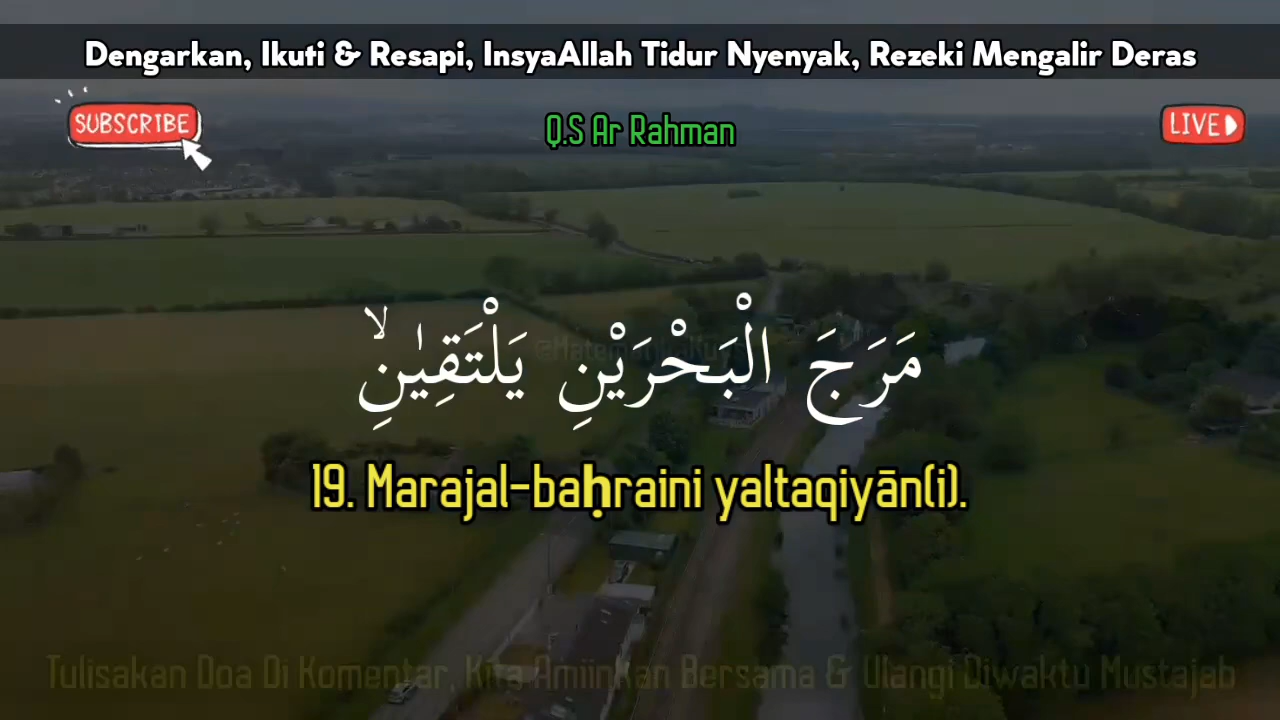 Dengarkan, Ikuti & Resapi, InsyaAllah Tidur Nyenyak, Rezeki Mengalir Deras
SUBSCRIBE
LIVE
Q.S Ar Rahman
مَرَجَ الْبَحْرَيْنِ يَلْتَقِيٰنِۙ
19. Marajal-baḥraini yaltaqiyān(i).
Tulisakan Doa Di Komentar, Kita Amiinkan Bersama & Ulangi Diwaktu Mustajab